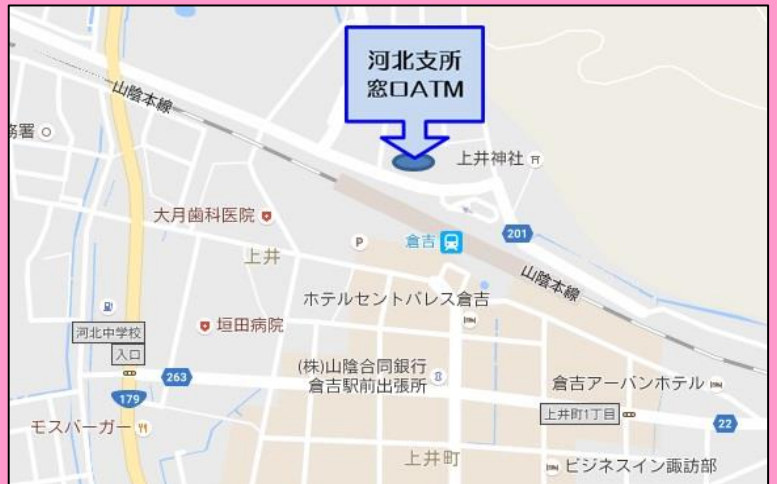 河北支所
窓口ATM
山陰本線
務署
上井神社
大月歯科医院
201
P
倉吉
上井
山陰本線
ホテルセントパレス倉吉
河北中学校
入口
垣田病院
(株)山陰合同銀行
倉吉駅前出張所
263
倉吉アーバンホテル
179
上井町1丁目
22
モスバーガー
上井町
ビジネスイン諏訪部